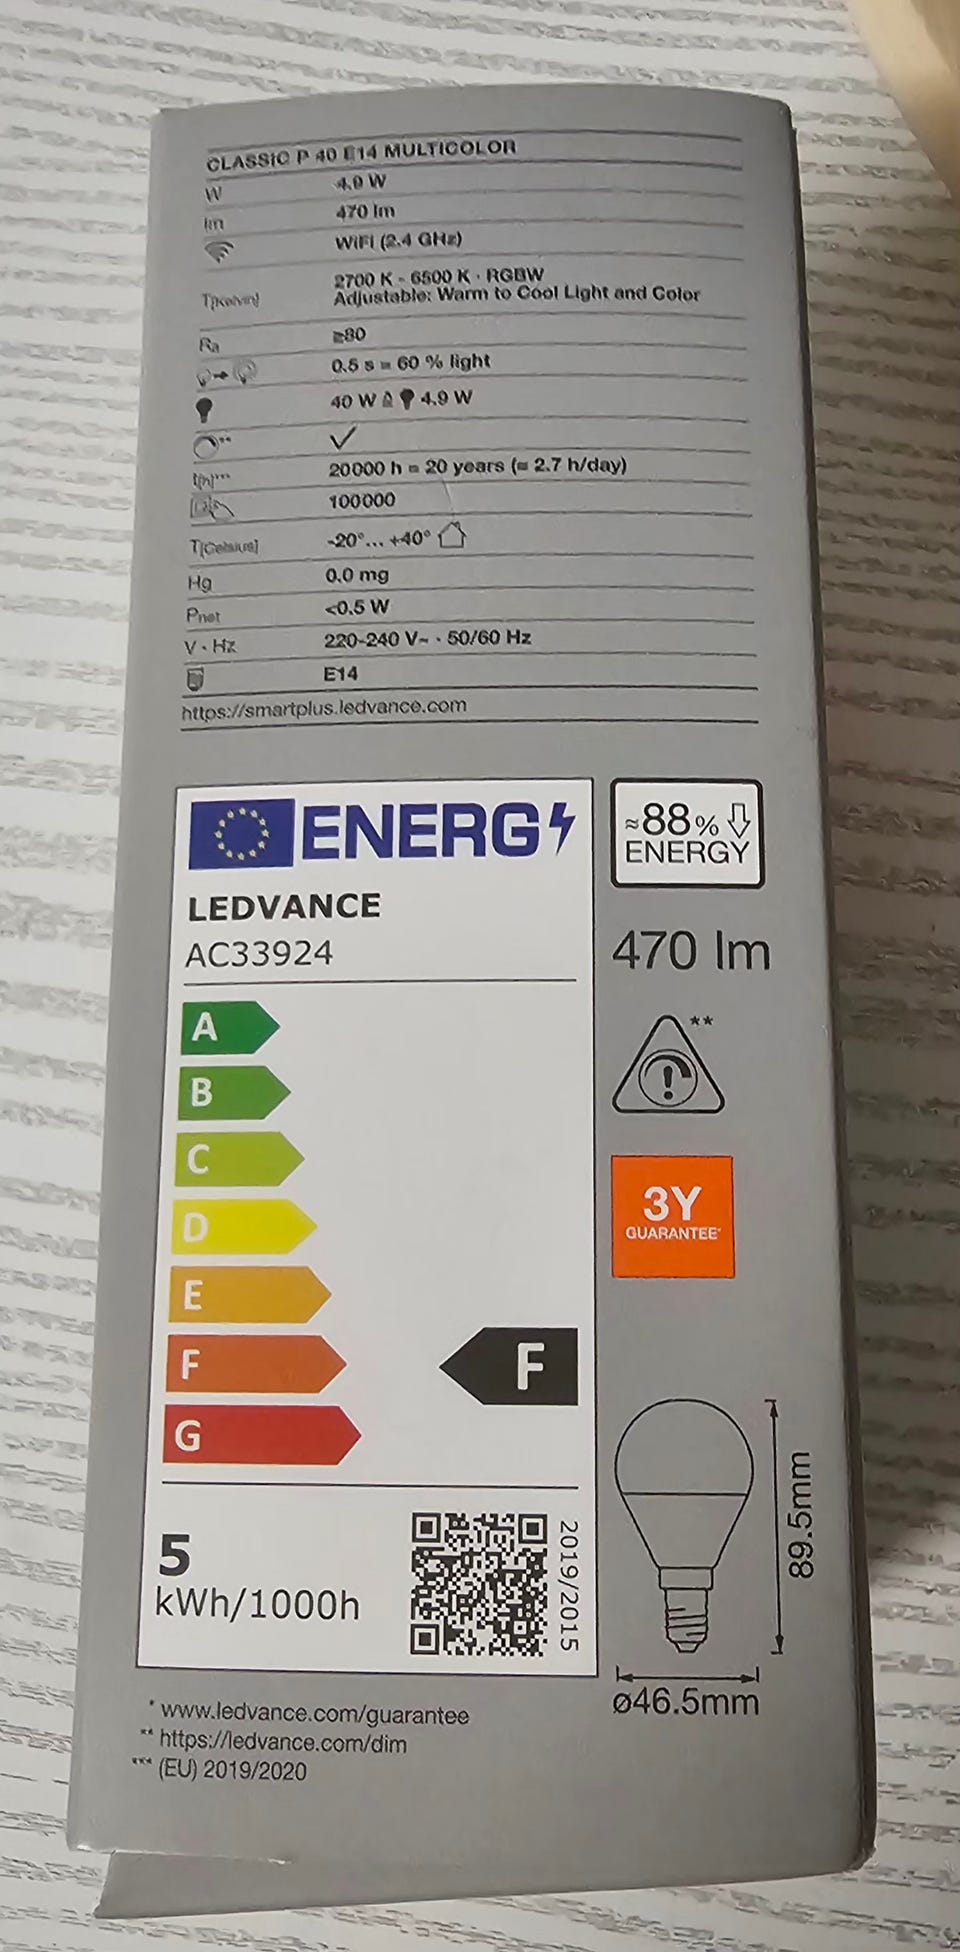 CLASSIC P 40 E14 MULTICOLOR
W 4.9 W
lm 470 lm
WiFi (2.4 GHz)
T[Kelvin] 2700 K - 6500 K · RGBW
Adjustable: Warm to Cool Light and Color
Ra ≥80
0.5 s = 60 % light
40 W ≙ 4.9 W
** ✓
t[h]*** 20000 h = 20 years (= 2.7 h/day)
100000
T[Celsius] -20°... +40°
Hg 0.0 mg
Pnet <0.5 W
V · Hz 220-240 V~ · 50/60 Hz
E14
https://smartplus.ledvance.com
ENERG
LEDVANCE
AC33924
A
B
C
D
E
F
G
F
5
kWh/1000h
2019/2015
≈88%
ENERGY
470 lm
**
3Y
GUARANTEE*
89.5mm
ø46.5mm
* www.ledvance.com/guarantee
** https://ledvance.com/dim
*** (EU) 2019/2020